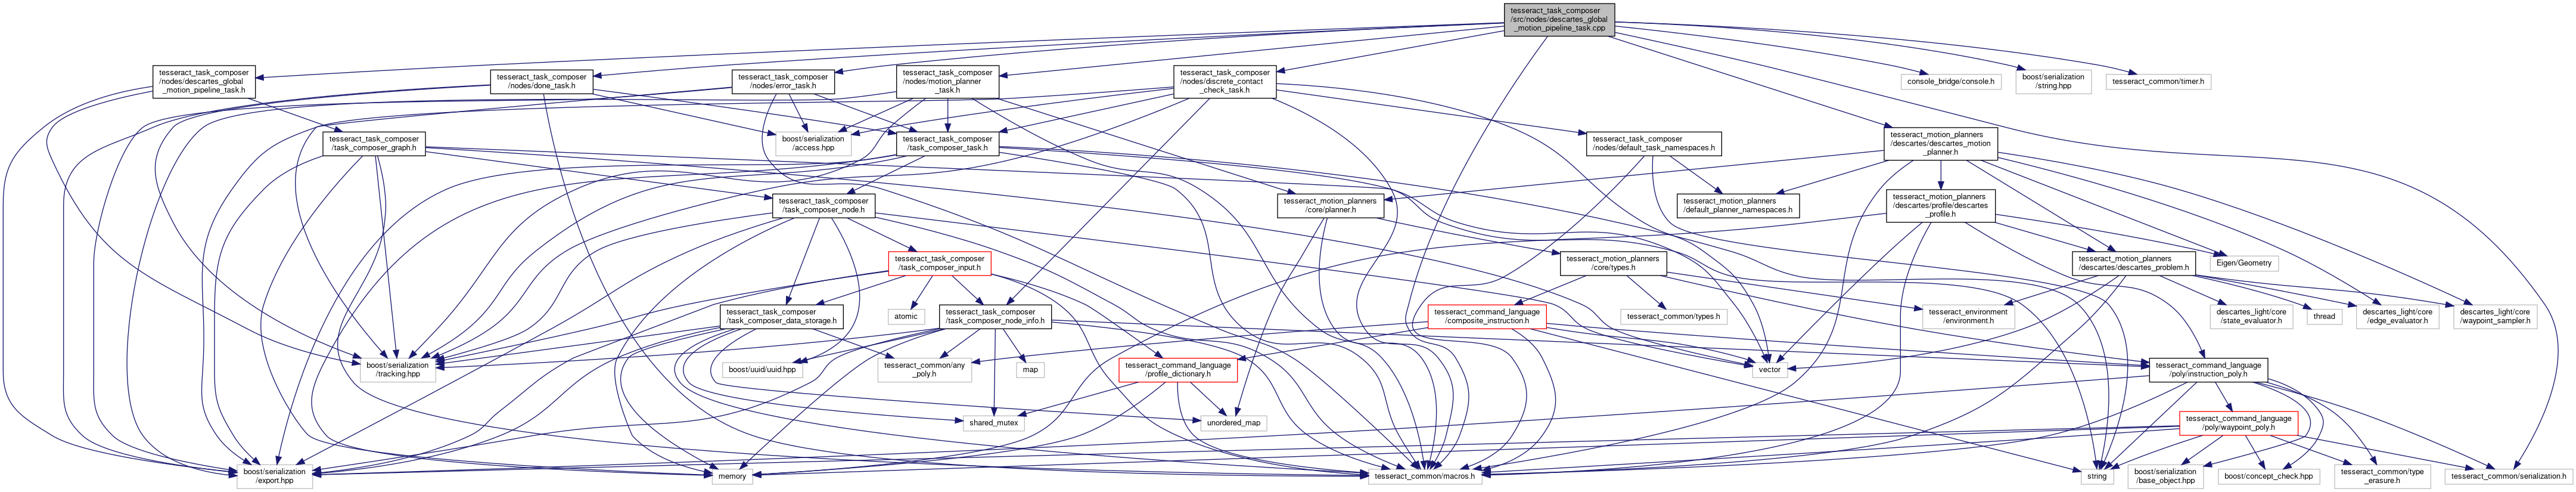 tesseract_task_composer
/src/nodes/descartes_global
_motion_pipeline_task.cpp
tesseract_task_composer
/nodes/descartes_global
_motion_pipeline_task.h
tesseract_task_composer
/nodes/done_task.h
tesseract_task_composer
/nodes/error_task.h
tesseract_task_composer
/nodes/motion_planner
_task.h
tesseract_task_composer
/nodes/discrete_contact
_check_task.h
console_bridge/console.h
boost/serialization
/string.hpp
tesseract_common/timer.h
tesseract_task_composer
/task_composer_graph.h
boost/serialization
/access.hpp
tesseract_task_composer
/task_composer_task.h
tesseract_task_composer
/nodes/default_task_namespaces.h
tesseract_motion_planners
/descartes/descartes_motion
_planner.h
tesseract_task_composer
/task_composer_node.h
tesseract_motion_planners
/core/planner.h
tesseract_motion_planners
/default_planner_namespaces.h
tesseract_motion_planners
/descartes/profile/descartes
_profile.h
tesseract_task_composer
/task_composer_input.h
tesseract_motion_planners
/core/types.h
tesseract_motion_planners
/descartes/descartes_problem.h
Eigen/Geometry
tesseract_task_composer
/task_composer_data_storage.h
atomic
tesseract_task_composer
/task_composer_node_info.h
tesseract_command_language
/composite_instruction.h
tesseract_common/types.h
tesseract_environment
/environment.h
descartes_light/core
/state_evaluator.h
thread
descartes_light/core
/edge_evaluator.h
descartes_light/core
/waypoint_sampler.h
boost/serialization
/tracking.hpp
boost/uuid/uuid.hpp
tesseract_common/any
_poly.h
map
tesseract_command_language
/profile_dictionary.h
vector
tesseract_command_language
/poly/instruction_poly.h
shared_mutex
unordered_map
tesseract_command_language
/poly/waypoint_poly.h
boost/serialization
/export.hpp
memory
tesseract_common/macros.h
string
boost/serialization
/base_object.hpp
boost/concept_check.hpp
tesseract_common/type
_erasure.h
tesseract_common/serialization.h